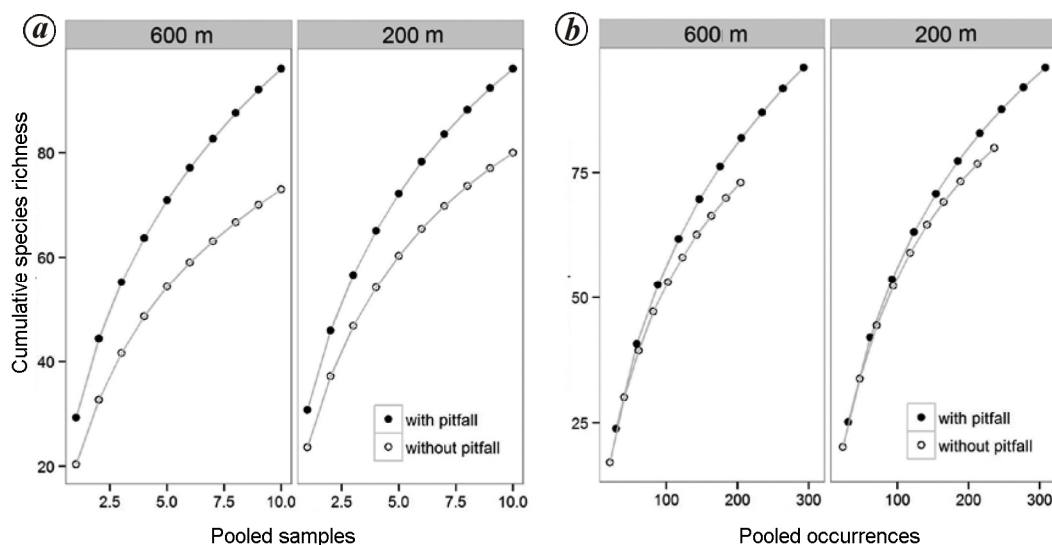 a
600 m
200 m
Cumulative species richness
80
60
40
20
with pitfall
without pitfall
2.5
5.0
7.5
10.0
2.5
5.0
7.5
10.0
Pooled samples
b
600 m
200 m
75
50
25
with pitfall
without pitfall
100
200
300
100
200
300
Pooled occurrences